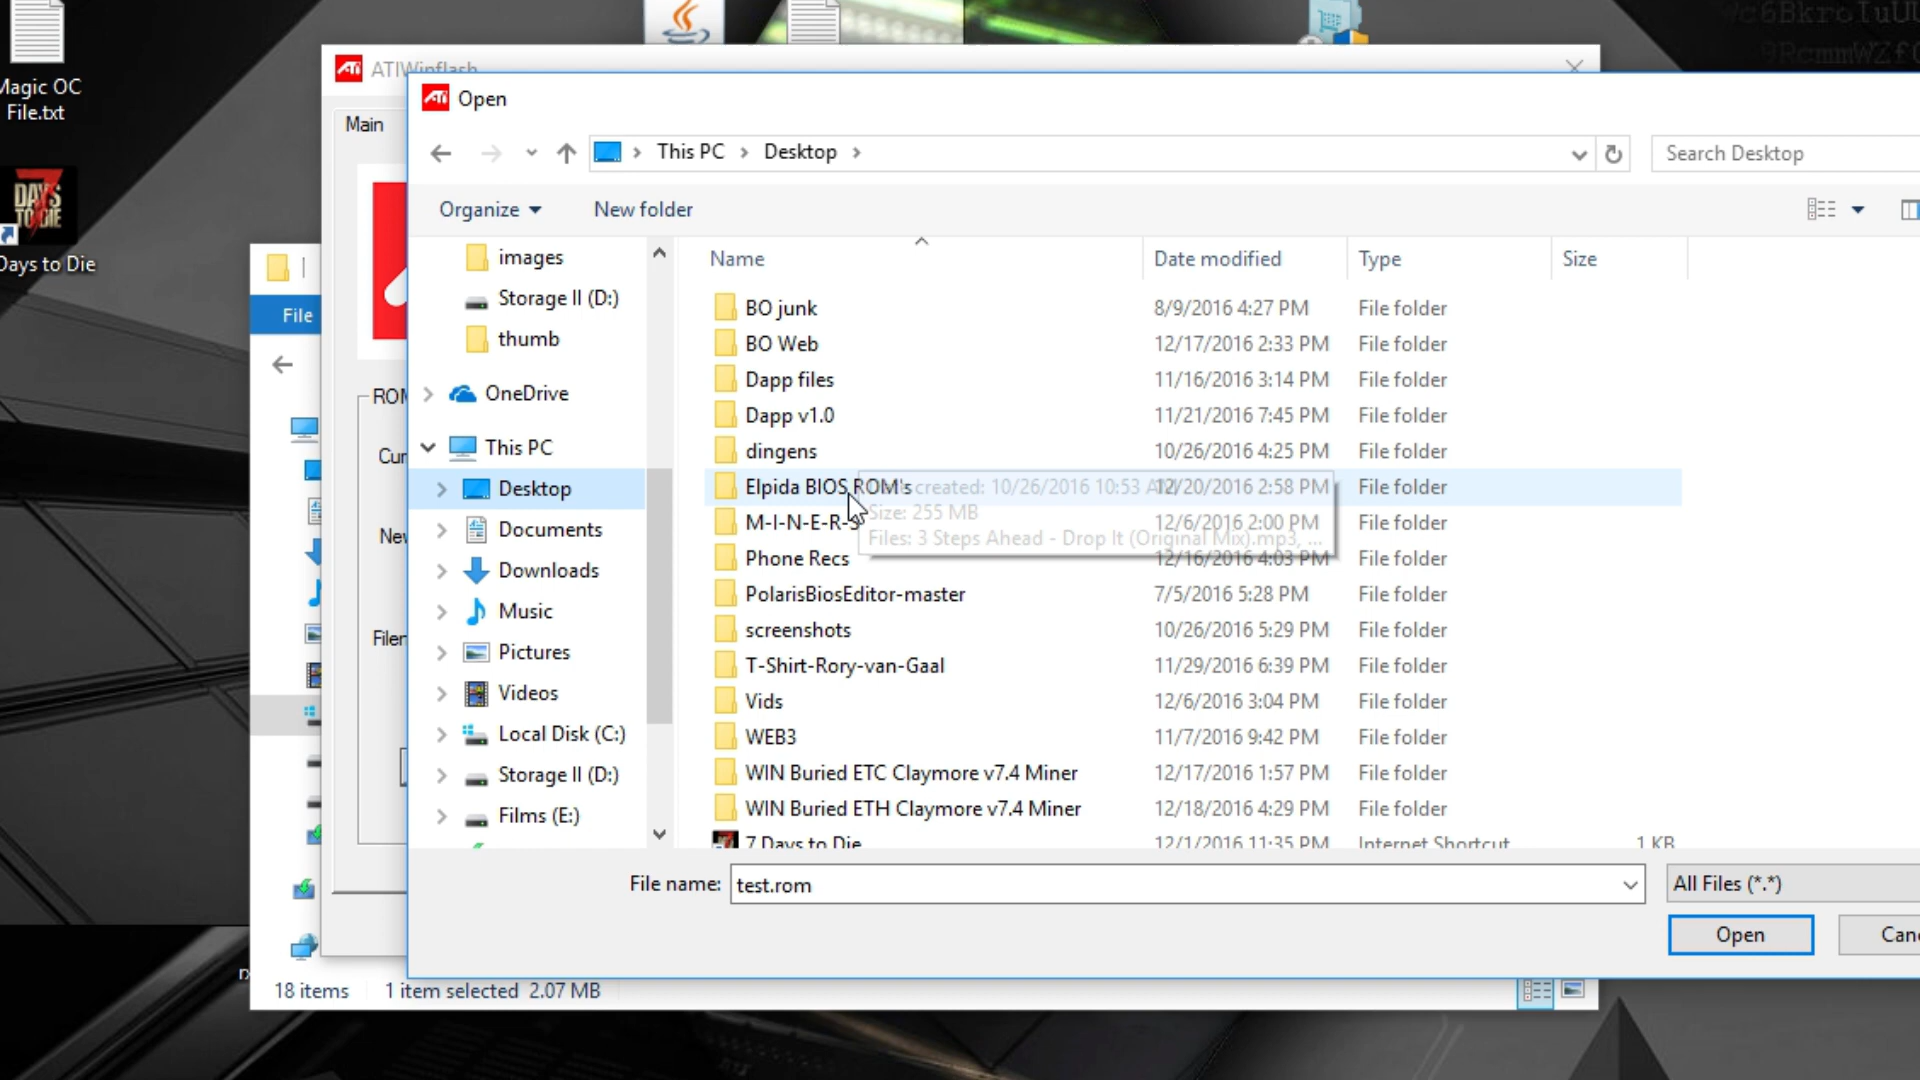 Magic OC
File.txt
DAYS
TO DIE
Days to Die
ATIWinflash
Main
File
Open
This PC
Desktop
Search Desktop
Organize
New folder
images
Storage II (D:)
thumb
OneDrive
This PC
Desktop
Documents
Downloads
Music
Pictures
Videos
Local Disk (C:)
Storage II (D:)
Films (E:)
Name Date modified Type Size
BO junk 8/9/2016 4:27 PM File folder
BO Web 12/17/2016 2:33 PM File folder
Dapp files 11/16/2016 3:14 PM File folder
Dapp v1.0 11/21/2016 7:45 PM File folder
dingens 10/26/2016 4:25 PM File folder
Elpida BIOS ROM's 12/20/2016 2:58 PM File folder
created: 10/26/2016 10:53 AM
Size: 255 MB
Files: 3 Steps Ahead - Drop It (Original Mix).mp3, ...
M-I-N-E-R-S 12/6/2016 2:00 PM File folder
Phone Recs 12/16/2016 4:03 PM File folder
PolarisBiosEditor-master 7/5/2016 5:28 PM File folder
screenshots 10/26/2016 5:29 PM File folder
T-Shirt-Rory-van-Gaal 11/29/2016 6:39 PM File folder
Vids 12/6/2016 3:04 PM File folder
WEB3 11/7/2016 9:42 PM File folder
WIN Buried ETC Claymore v7.4 Miner 12/17/2016 1:57 PM File folder
WIN Buried ETH Claymore v7.4 Miner 12/18/2016 4:29 PM File folder
7 Days to Die 12/1/2016 11:35 PM Internet Shortcut 1 KB
File name: test.rom
All Files (*.*)
Open
18 items 1 item selected 2.07 MB